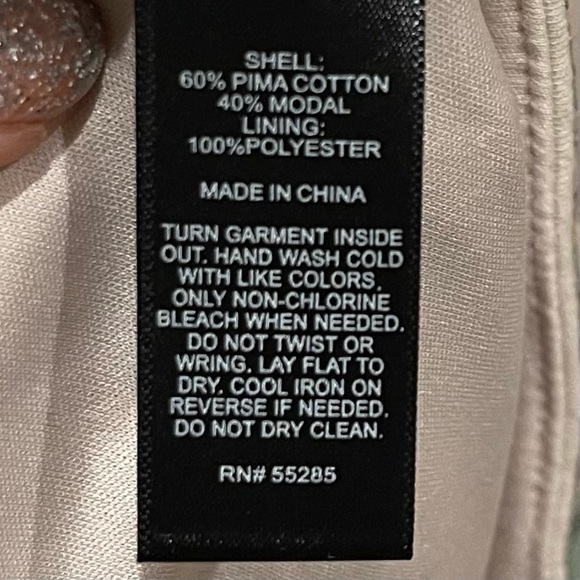 SHELL:
60% PIMA COTTON
40% MODAL
LINING:
100%POLYESTER
MADE IN CHINA
TURN GARMENT INSIDE
OUT. HAND WASH COLD
WITH LIKE COLORS.
ONLY NON-CHLORINE
BLEACH WHEN NEEDED.
DO NOT TWIST OR
WRING. LAY FLAT TO
DRY. COOL IRON ON
REVERSE IF NEEDED.
DO NOT DRY CLEAN.
RN# 55285